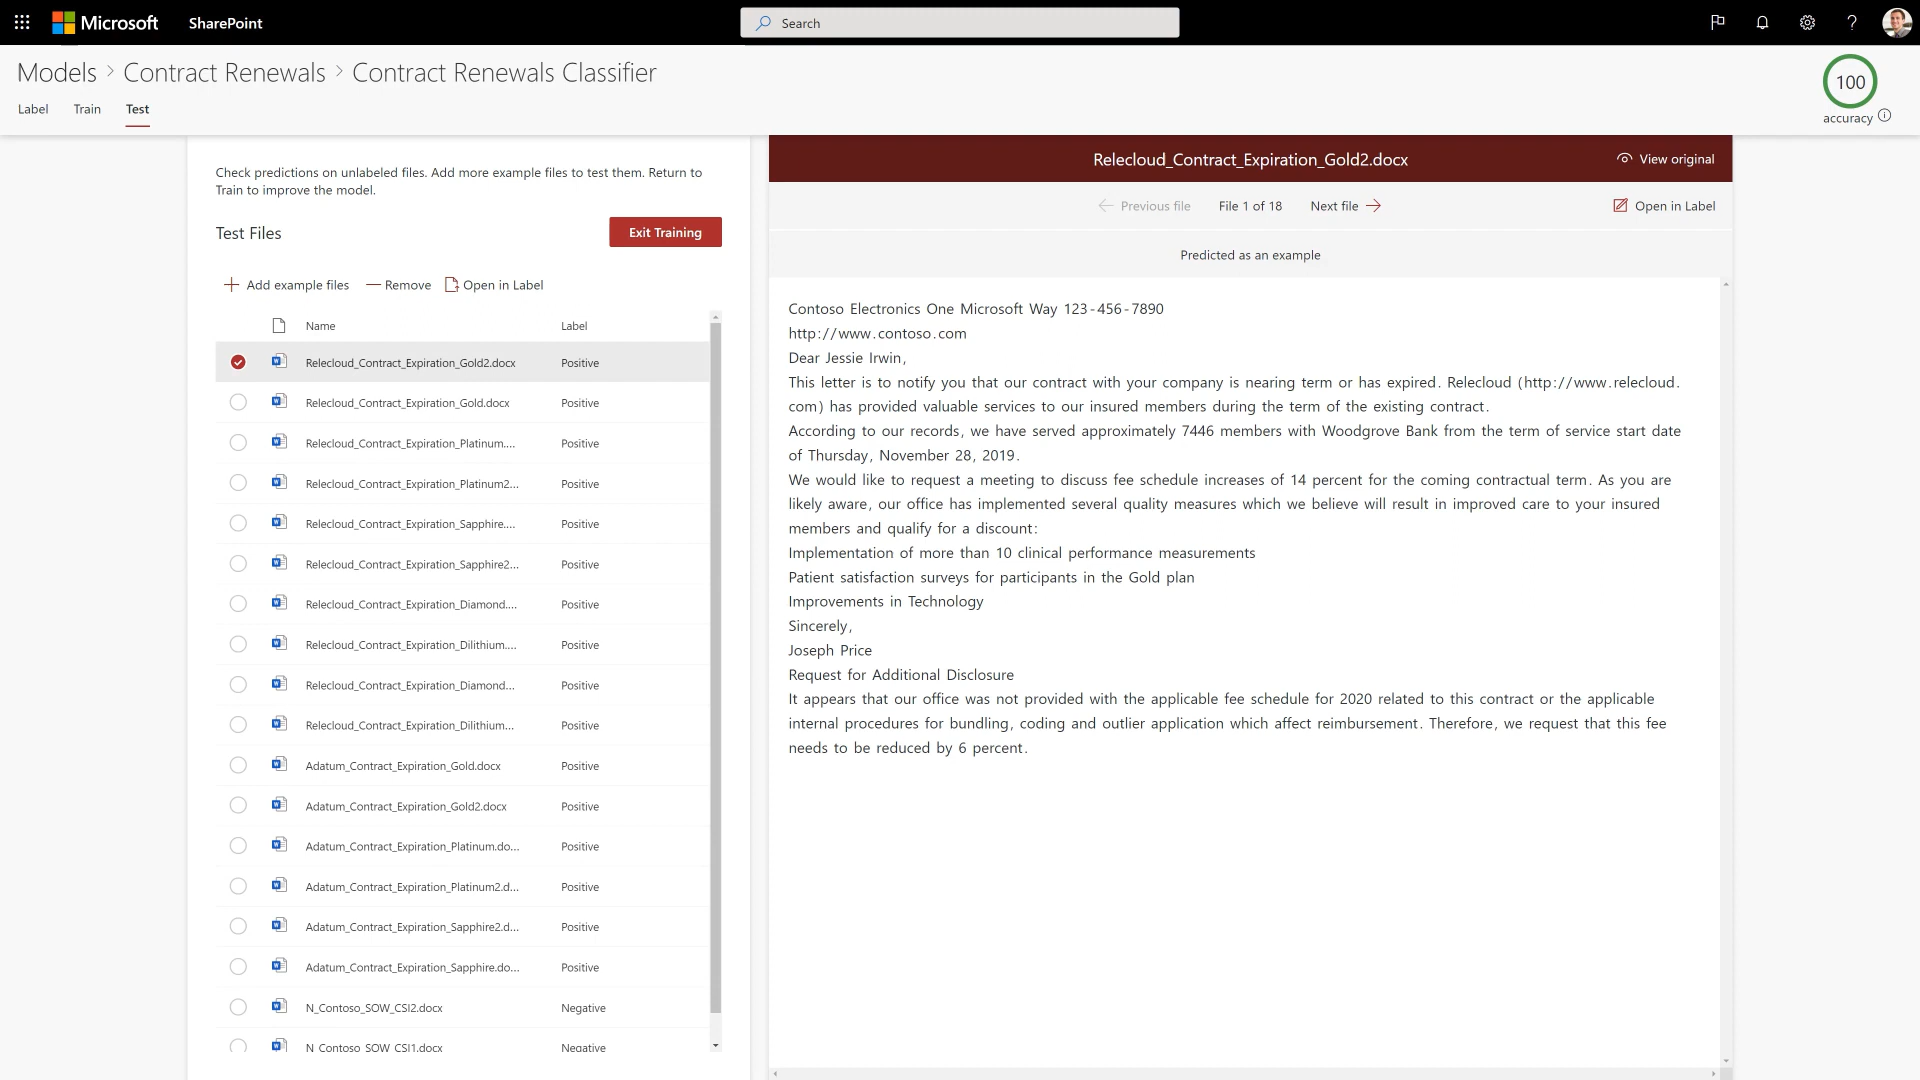 Microsoft SharePoint Search
Models > Contract Renewals > Contract Renewals Classifier
Label Train Test
100
accuracy
Check predictions on unlabeled files. Add more example files to test them. Return to
Train to improve the model.
Test Files
Exit Training
Add example files Remove Open in Label
Name Label
Relecloud_Contract_Expiration_Gold2.docx Positive
Relecloud_Contract_Expiration_Gold.docx Positive
Relecloud_Contract_Expiration_Platinum.... Positive
Relecloud_Contract_Expiration_Platinum2... Positive
Relecloud_Contract_Expiration_Sapphire.... Positive
Relecloud_Contract_Expiration_Sapphire2... Positive
Relecloud_Contract_Expiration_Diamond.... Positive
Relecloud_Contract_Expiration_Dilithium.... Positive
Relecloud_Contract_Expiration_Diamond... Positive
Relecloud_Contract_Expiration_Dilithium... Positive
Adatum_Contract_Expiration_Gold.docx Positive
Adatum_Contract_Expiration_Gold2.docx Positive
Adatum_Contract_Expiration_Platinum.do... Positive
Adatum_Contract_Expiration_Platinum2.d... Positive
Adatum_Contract_Expiration_Sapphire2.d... Positive
Adatum_Contract_Expiration_Sapphire.do... Positive
N_Contoso_SOW_CSI2.docx Negative
N_Contoso_SOW_CSI1.docx Negative
Relecloud_Contract_Expiration_Gold2.docx
View original
Previous file File 1 of 18 Next file
Open in Label
Predicted as an example
Contoso Electronics One Microsoft Way 123-456-7890
http://www.contoso.com
Dear Jessie Irwin,
This letter is to notify you that our contract with your company is nearing term or has expired. Relecloud (http://www.relecloud.
com) has provided valuable services to our insured members during the term of the existing contract.
According to our records, we have served approximately 7446 members with Woodgrove Bank from the term of service start date
of Thursday, November 28, 2019.
We would like to request a meeting to discuss fee schedule increases of 14 percent for the coming contractual term. As you are
likely aware, our office has implemented several quality measures which we believe will result in improved care to your insured
members and qualify for a discount:
Implementation of more than 10 clinical performance measurements
Patient satisfaction surveys for participants in the Gold plan
Improvements in Technology
Sincerely,
Joseph Price
Request for Additional Disclosure
It appears that our office was not provided with the applicable fee schedule for 2020 related to this contract or the applicable
internal procedures for bundling, coding and outlier application which affect reimbursement. Therefore, we request that this fee
needs to be reduced by 6 percent.